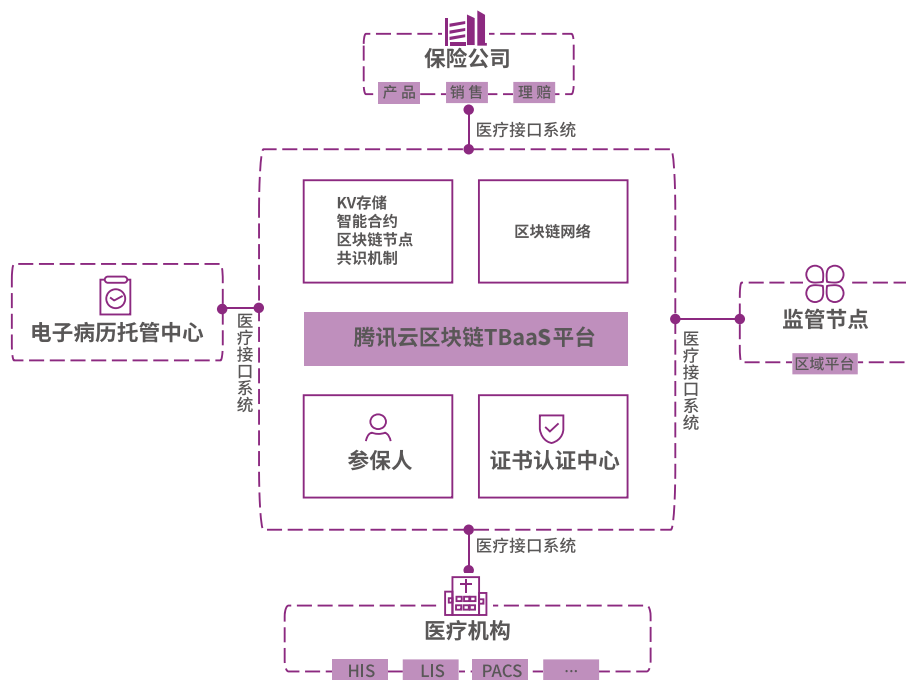 保险公司
产品
销售
理赔
医疗接口系统
KV存储
智能合约
区块链节点
共识机制
区块链网络
电子病历托管中心
医疗接口系统
腾讯云区块链TBaaS平台
监管节点
区域平台
医疗接口系统
参保人
证书认证中心
医疗接口系统
医疗机构
HIS
LIS
PACS
...